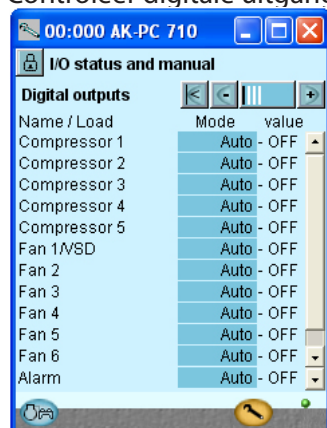 Controleer digitale uitgang
00:000 AK-PC 710
I/O status and manual
Digital outputs
Name / Load Mode value
Compressor 1 Auto - OFF
Compressor 2 Auto - OFF
Compressor 3 Auto - OFF
Compressor 4 Auto - OFF
Compressor 5 Auto - OFF
Fan 1/VSD Auto - OFF
Fan 2 Auto - OFF
Fan 3 Auto - OFF
Fan 4 Auto - OFF
Fan 5 Auto - OFF
Fan 6 Auto - OFF
Alarm Auto - OFF